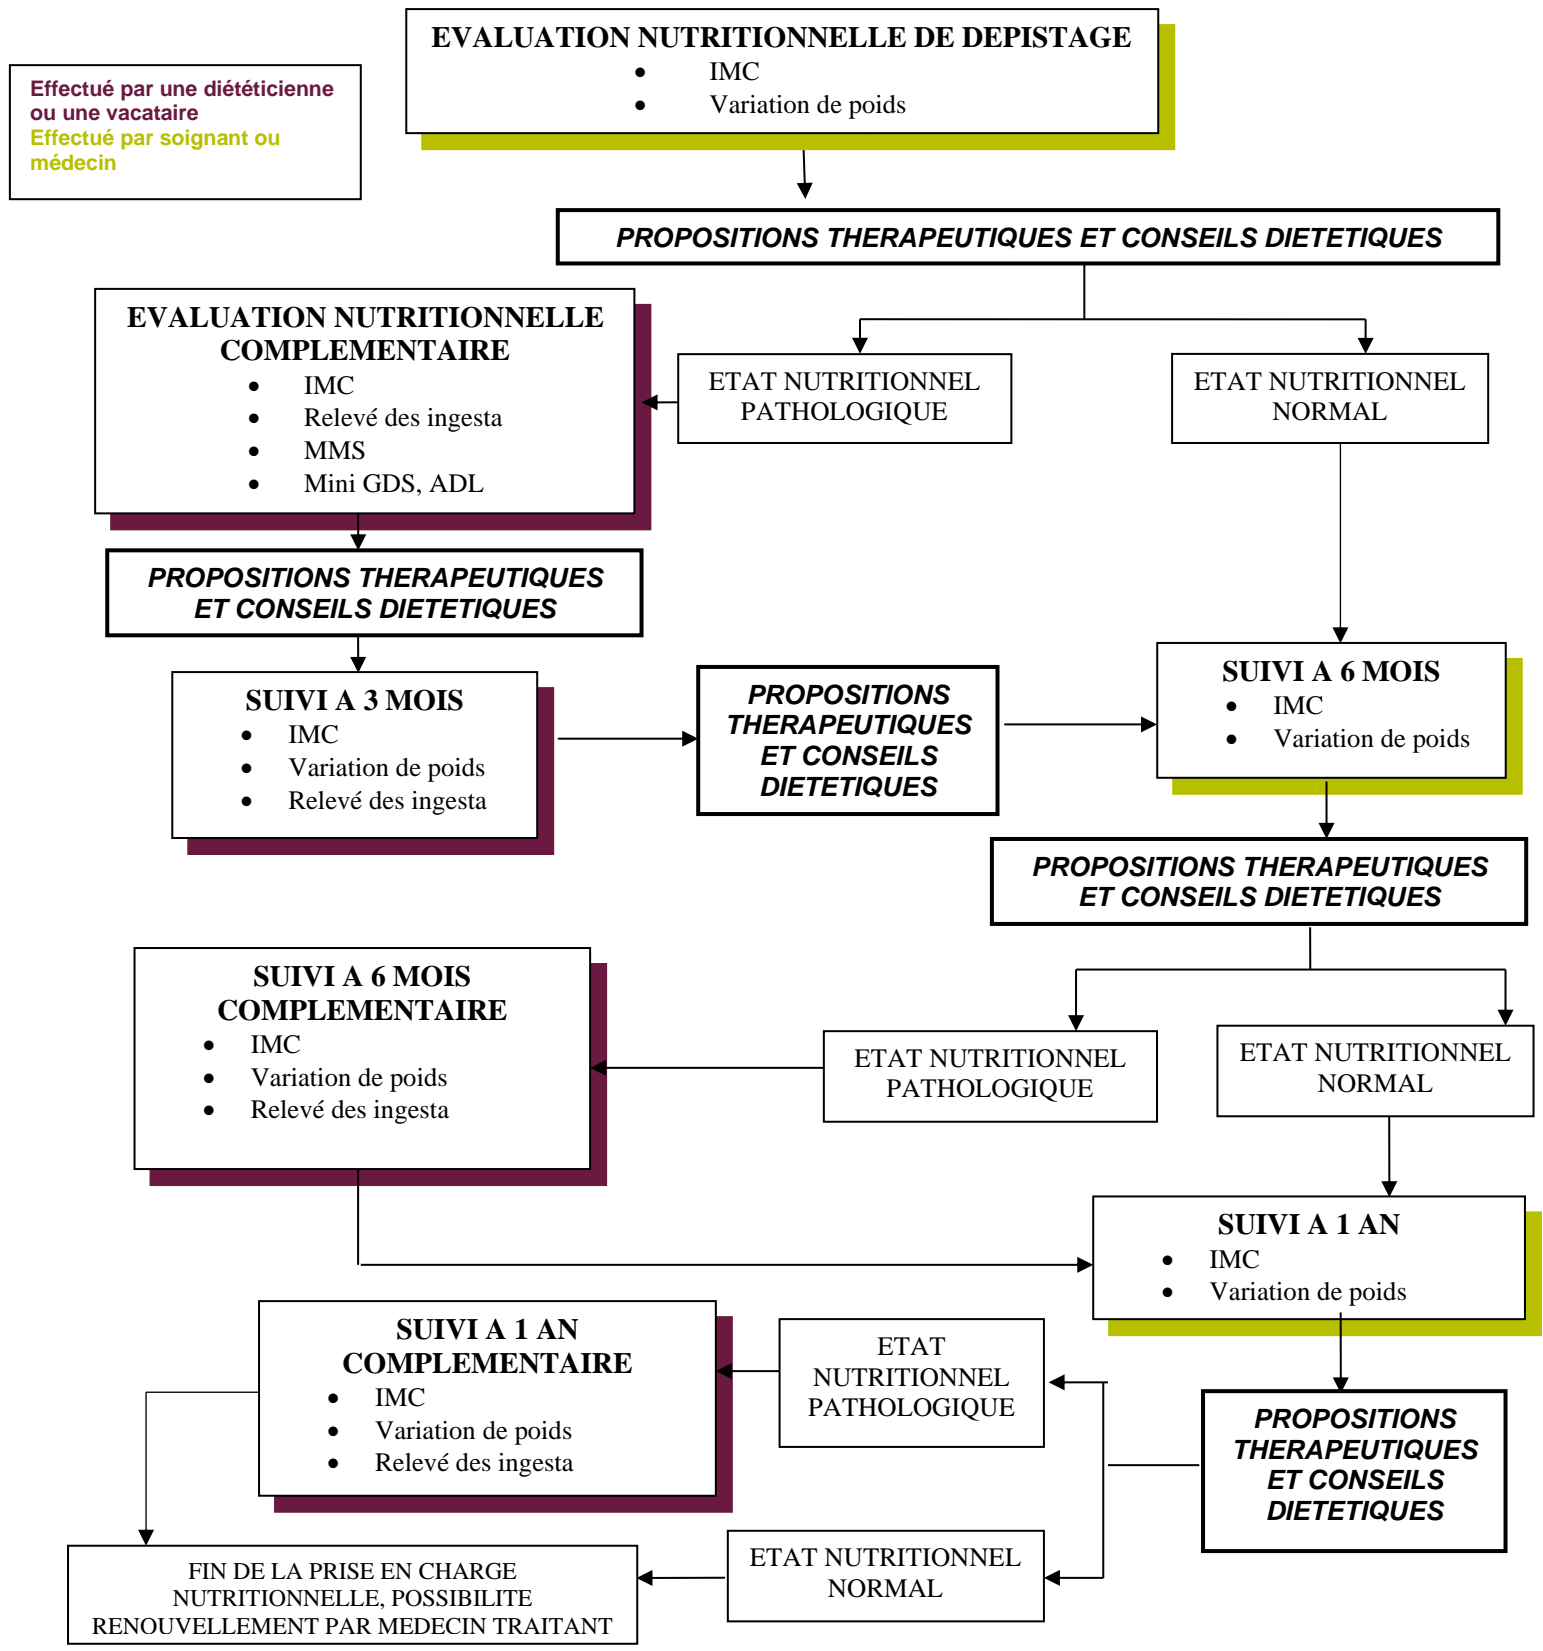 EVALUATION NUTRITIONNELLE DE DEPISTAGE
• IMC
• Variation de poids
Effectué par une diététicienne
ou une vacataire
Effectué par soignant ou
médecin
PROPOSITIONS THERAPEUTIQUES ET CONSEILS DIETETIQUES
EVALUATION NUTRITIONNELLE
COMPLEMENTAIRE
• IMC
• Relevé des ingesta
• MMS
• Mini GDS, ADL
ETAT NUTRITIONNEL
PATHOLOGIQUE
ETAT NUTRITIONNEL
NORMAL
PROPOSITIONS THERAPEUTIQUES
ET CONSEILS DIETETIQUES
SUIVI A 3 MOIS
• IMC
• Variation de poids
• Relevé des ingesta
PROPOSITIONS
THERAPEUTIQUES
ET CONSEILS
DIETETIQUES
SUIVI A 6 MOIS
• IMC
• Variation de poids
PROPOSITIONS THERAPEUTIQUES
ET CONSEILS DIETETIQUES
SUIVI A 6 MOIS
COMPLEMENTAIRE
• IMC
• Variation de poids
• Relevé des ingesta
ETAT NUTRITIONNEL
PATHOLOGIQUE
ETAT NUTRITIONNEL
NORMAL
SUIVI A 1 AN
• IMC
• Variation de poids
SUIVI A 1 AN
COMPLEMENTAIRE
• IMC
• Variation de poids
• Relevé des ingesta
ETAT
NUTRITIONNEL
PATHOLOGIQUE
PROPOSITIONS
THERAPEUTIQUES
ET CONSEILS
DIETETIQUES
ETAT NUTRITIONNEL
NORMAL
FIN DE LA PRISE EN CHARGE
NUTRITIONNELLE, POSSIBILITE
RENOUVELLEMENT PAR MEDECIN TRAITANT